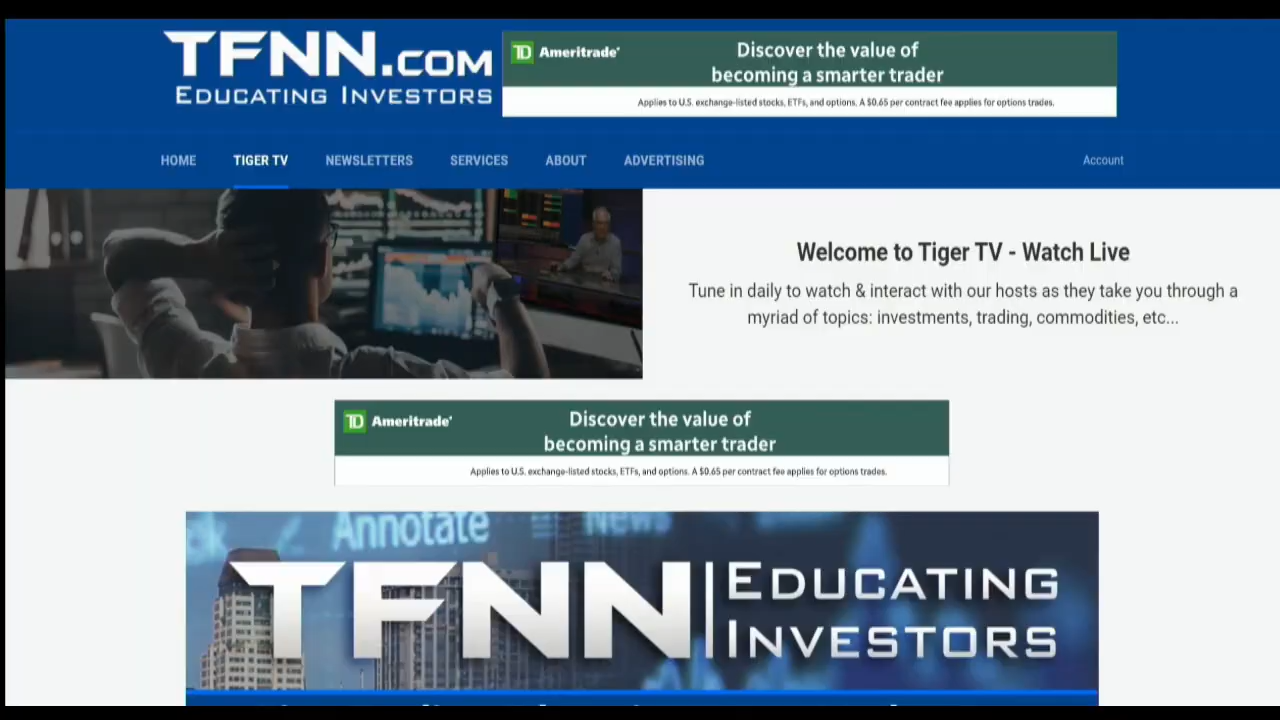 TFNN.COM
EDUCATING INVESTORS
TD Ameritrade
Discover the value of
becoming a smarter trader
Applies to U.S. exchange-listed stocks, ETFs, and options. A $0.65 per contract fee applies for options trades.
HOME TIGER TV NEWSLETTERS SERVICES ABOUT ADVERTISING Account
Welcome to Tiger TV - Watch Live
Tune in daily to watch & interact with our hosts as they take you through a
myriad of topics: investments, trading, commodities, etc...
TD Ameritrade
Discover the value of
becoming a smarter trader
Applies to U.S. exchange-listed stocks, ETFs, and options. A $0.65 per contract fee applies for options trades.
Annotate News
TFNN EDUCATING
INVESTORS